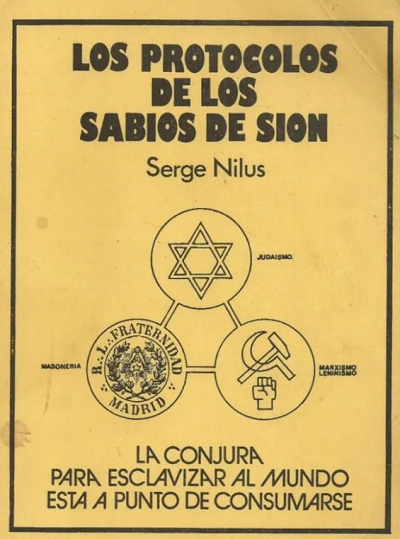 LOS PROTOCOLOS
DE LOS
SABIOS DE SION
Serge Nilus
JUDAISMO.
MASONERIA
R∴ L∴ FRATERNIDAD
MADRID
MARXISMO
LENINISMO
LA CONJURA
PARA ESCLAVIZAR AL MUNDO
ESTA A PUNTO DE CONSUMARSE